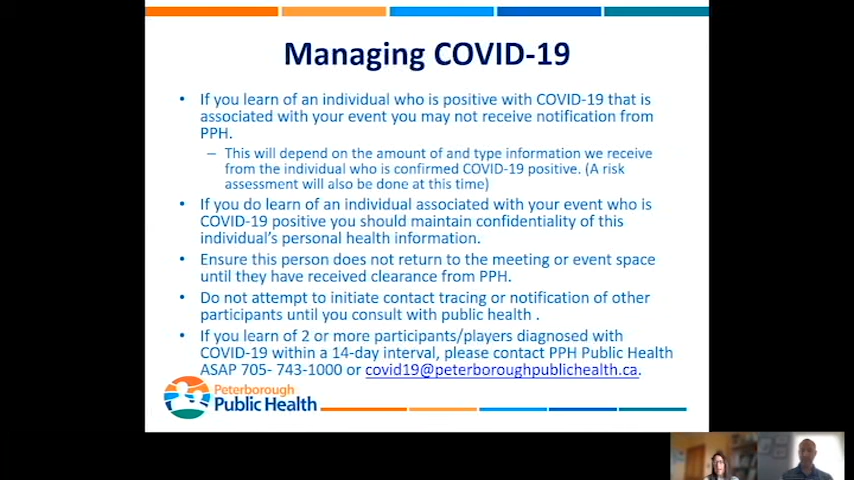 Managing COVID-19
• If you learn of an individual who is positive with COVID-19 that is
associated with your event you may not receive notification from
PPH.
– This will depend on the amount of and type information we receive
from the individual who is confirmed COVID-19 positive. (A risk
assessment will also be done at this time)
• If you do learn of an individual associated with your event who is
COVID-19 positive you should maintain confidentiality of this
individual's personal health information.
• Ensure this person does not return to the meeting or event space
until they have received clearance from PPH.
• Do not attempt to initiate contact tracing or notification of other
participants until you consult with public health .
• If you learn of 2 or more participants/players diagnosed with
COVID-19 within a 14-day interval, please contact PPH Public Health
ASAP 705- 743-1000 or covid19@peterboroughpublichealth.ca.
Peterborough
Public Health